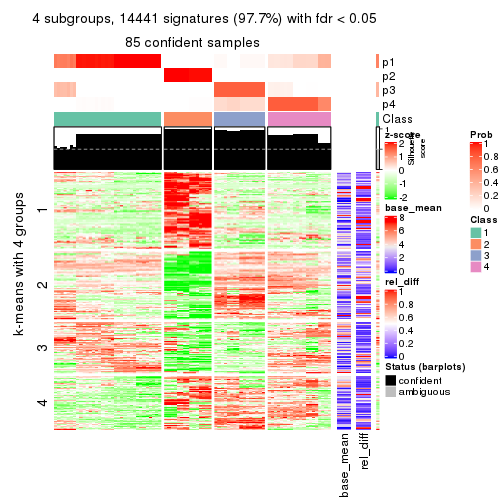 4 subgroups, 14441 signatures (97.7%) with fdr < 0.05
85 confident samples
p1
p2
p3
p4
Class
1
Silhouette
score
k-means with 4 groups
1
2
3
4
base_mean
rel_diff
z-score
2
1
0
-1
-2
base_mean
8
6
4
2
0
rel_diff
1
0.8
0.6
0.4
0.2
0
Status (barplots)
confident
ambiguous
Prob
1
0.8
0.6
0.4
0.2
0
Class
1
2
3
4